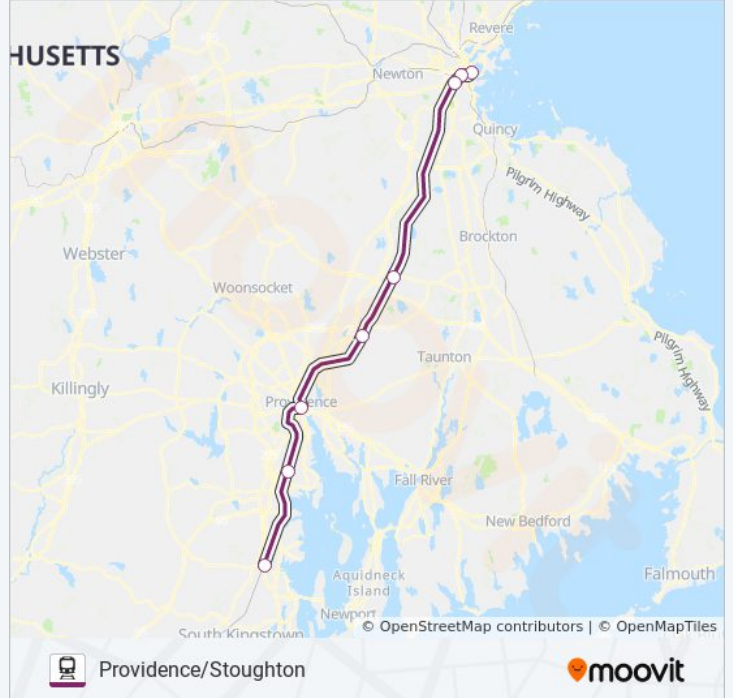 Revere
HUSETTS
Newton
Quincy
Pilgrim Highway
Brockton
Webster
Woonsocket
Pilgrim Highway
Taunton
Killingly
Providence
Fall River
New Bedford
Aquidneck
Island
Falmouth
Newport
© OpenStreetMap contributors | © OpenMapTiles
South Kingstown
Providence/Stoughton
moovit